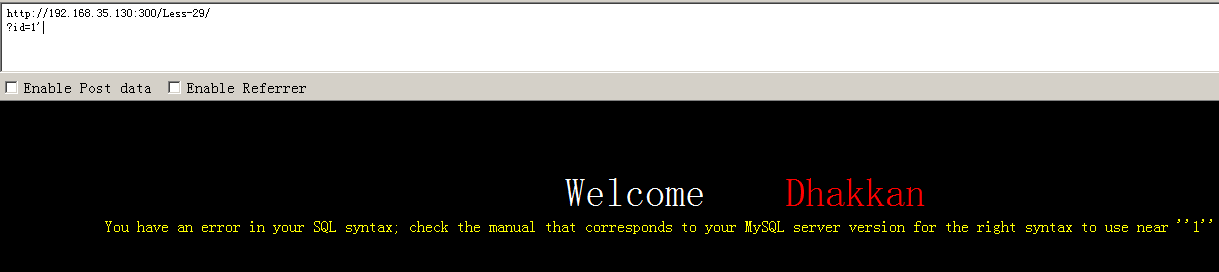 http://192.168.35.130:300/Less-29/
?id=1'
Enable Post data Enable Referrer
Welcome Dhakkan
You have an error in your SQL syntax; check the manual that corresponds to your MySQL server version for the right syntax to use near ''1''